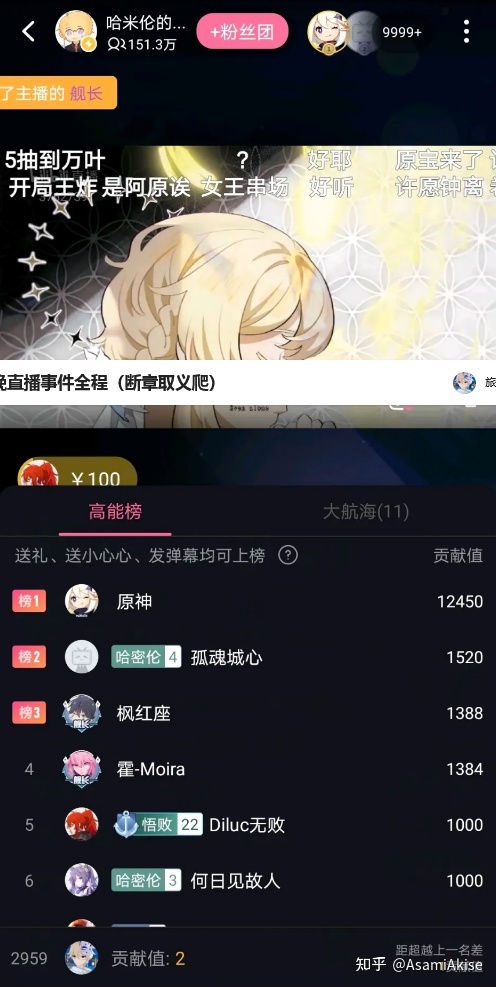 哈米伦的...
151.3万
+粉丝团
9999+
了主播的 舰长
5抽到万叶
？
好耶
原宝来了
开局王炸
是阿原诶
女王串场
好听
许愿钟离
直播事件全程（断章取义爬）
旅
￥100
高能榜
大航海(11)
送礼、送小心心、发弹幕均可上榜 ?
贡献值
榜1 原神 12450
榜2 哈密伦 4 孤魂城心 1520
榜3 舰长 枫红座 1388
4 舰长 霍-Moira 1384
5 悟败 22 Diluc无败 1000
6 哈密伦 3 何日见故人 1000
2959 贡献值: 2
距超越上一名差
知乎 @AsamiAkise